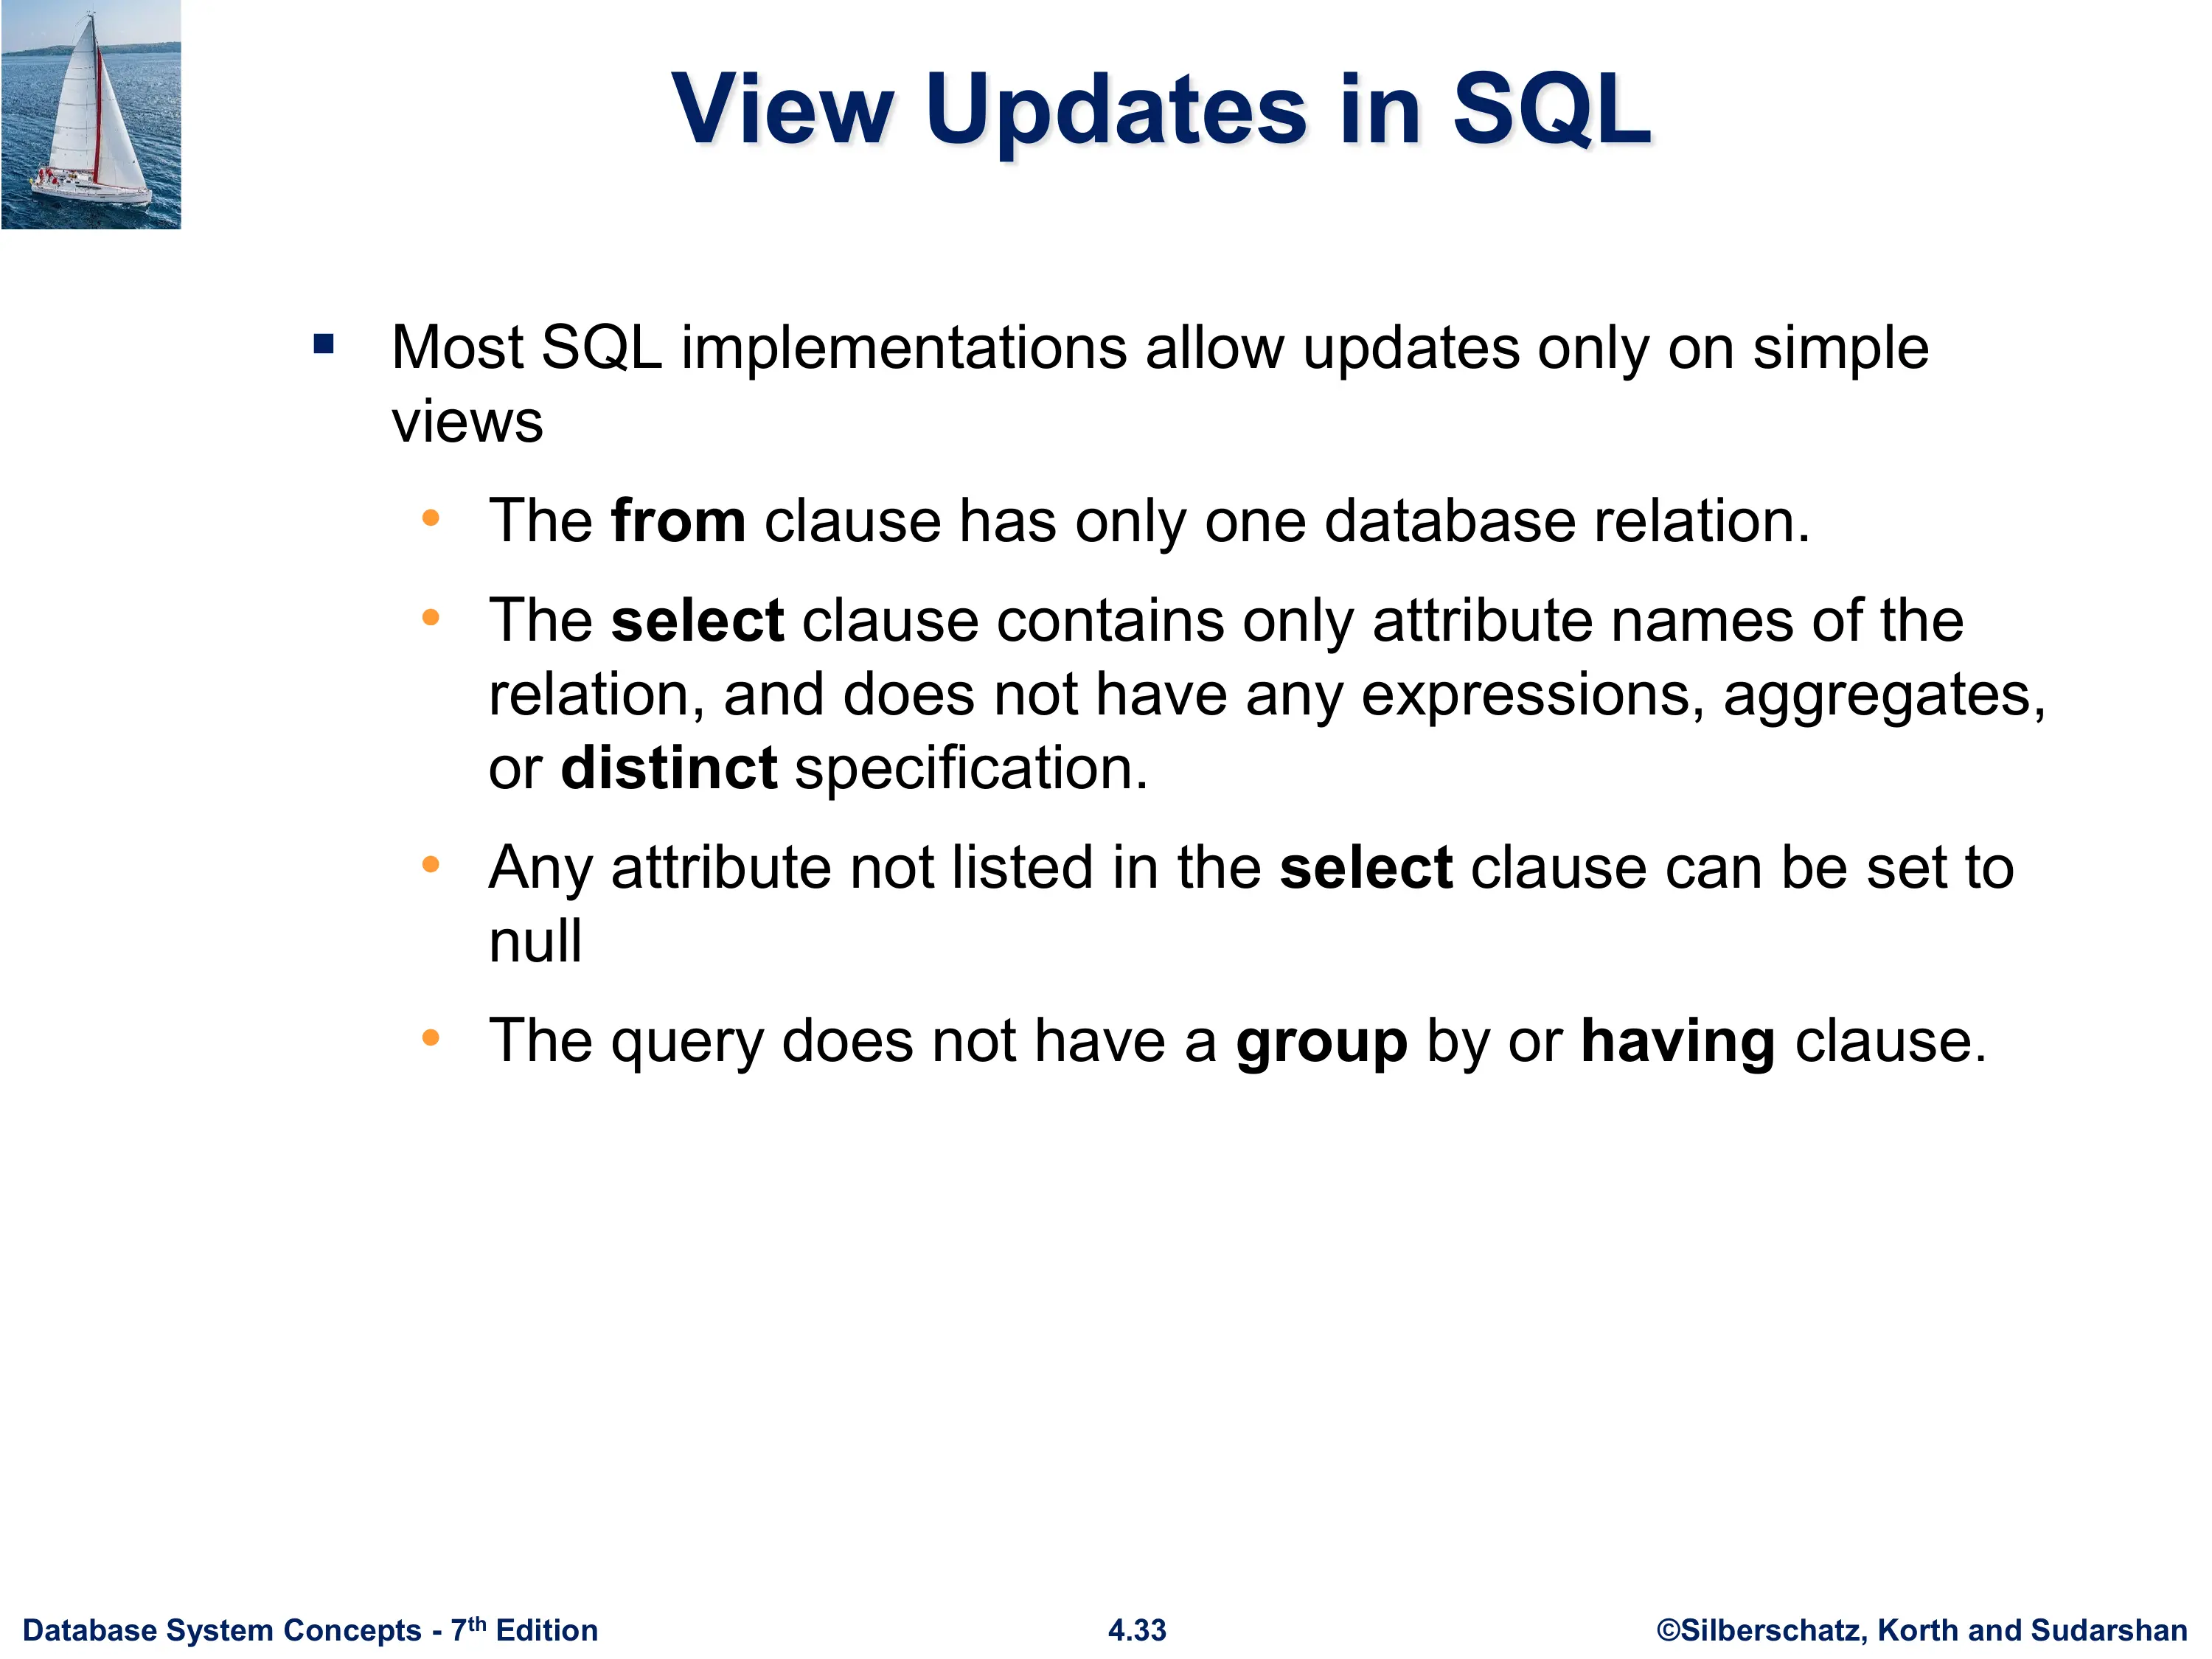 View Updates in SQL
▪ Most SQL implementations allow updates only on simple
views
• The from clause has only one database relation.
• The select clause contains only attribute names of the
relation, and does not have any expressions, aggregates,
or distinct specification.
• Any attribute not listed in the select clause can be set to
null
• The query does not have a group by or having clause.
Database System Concepts - 7th Edition
4.33
©Silberschatz, Korth and Sudarshan